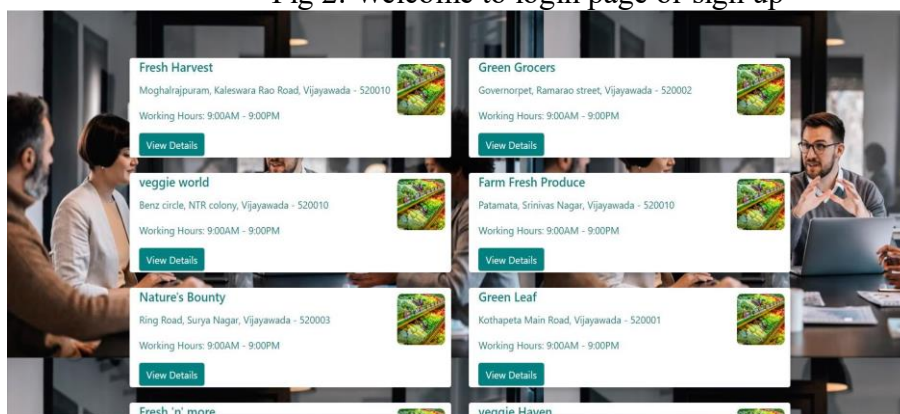 Fig 2: Welcome to login page or sign up
Fresh Harvest
Moghalrajpuram, Kaleswara Rao Road, Vijayawada - 520010
Working Hours: 9:00AM - 9:00PM
View Details
Green Grocers
Governorpet, Ramarao street, Vijayawada - 520002
Working Hours: 9:00AM - 9:00PM
View Details
veggie world
Benz circle, NTR colony, Vijayawada - 520010
Working Hours: 9:00AM - 9:00PM
View Details
Farm Fresh Produce
Patamata, Srinivas Nagar, Vijayawada - 520010
Working Hours: 9:00AM - 9:00PM
View Details
Nature's Bounty
Ring Road, Surya Nagar, Vijayawada - 520003
Working Hours: 9:00AM - 9:00PM
View Details
Green Leaf
Kothapeta Main Road, Vijayawada - 520001
Working Hours: 9:00AM - 9:00PM
View Details
Fresh 'n' more
veggie Haven